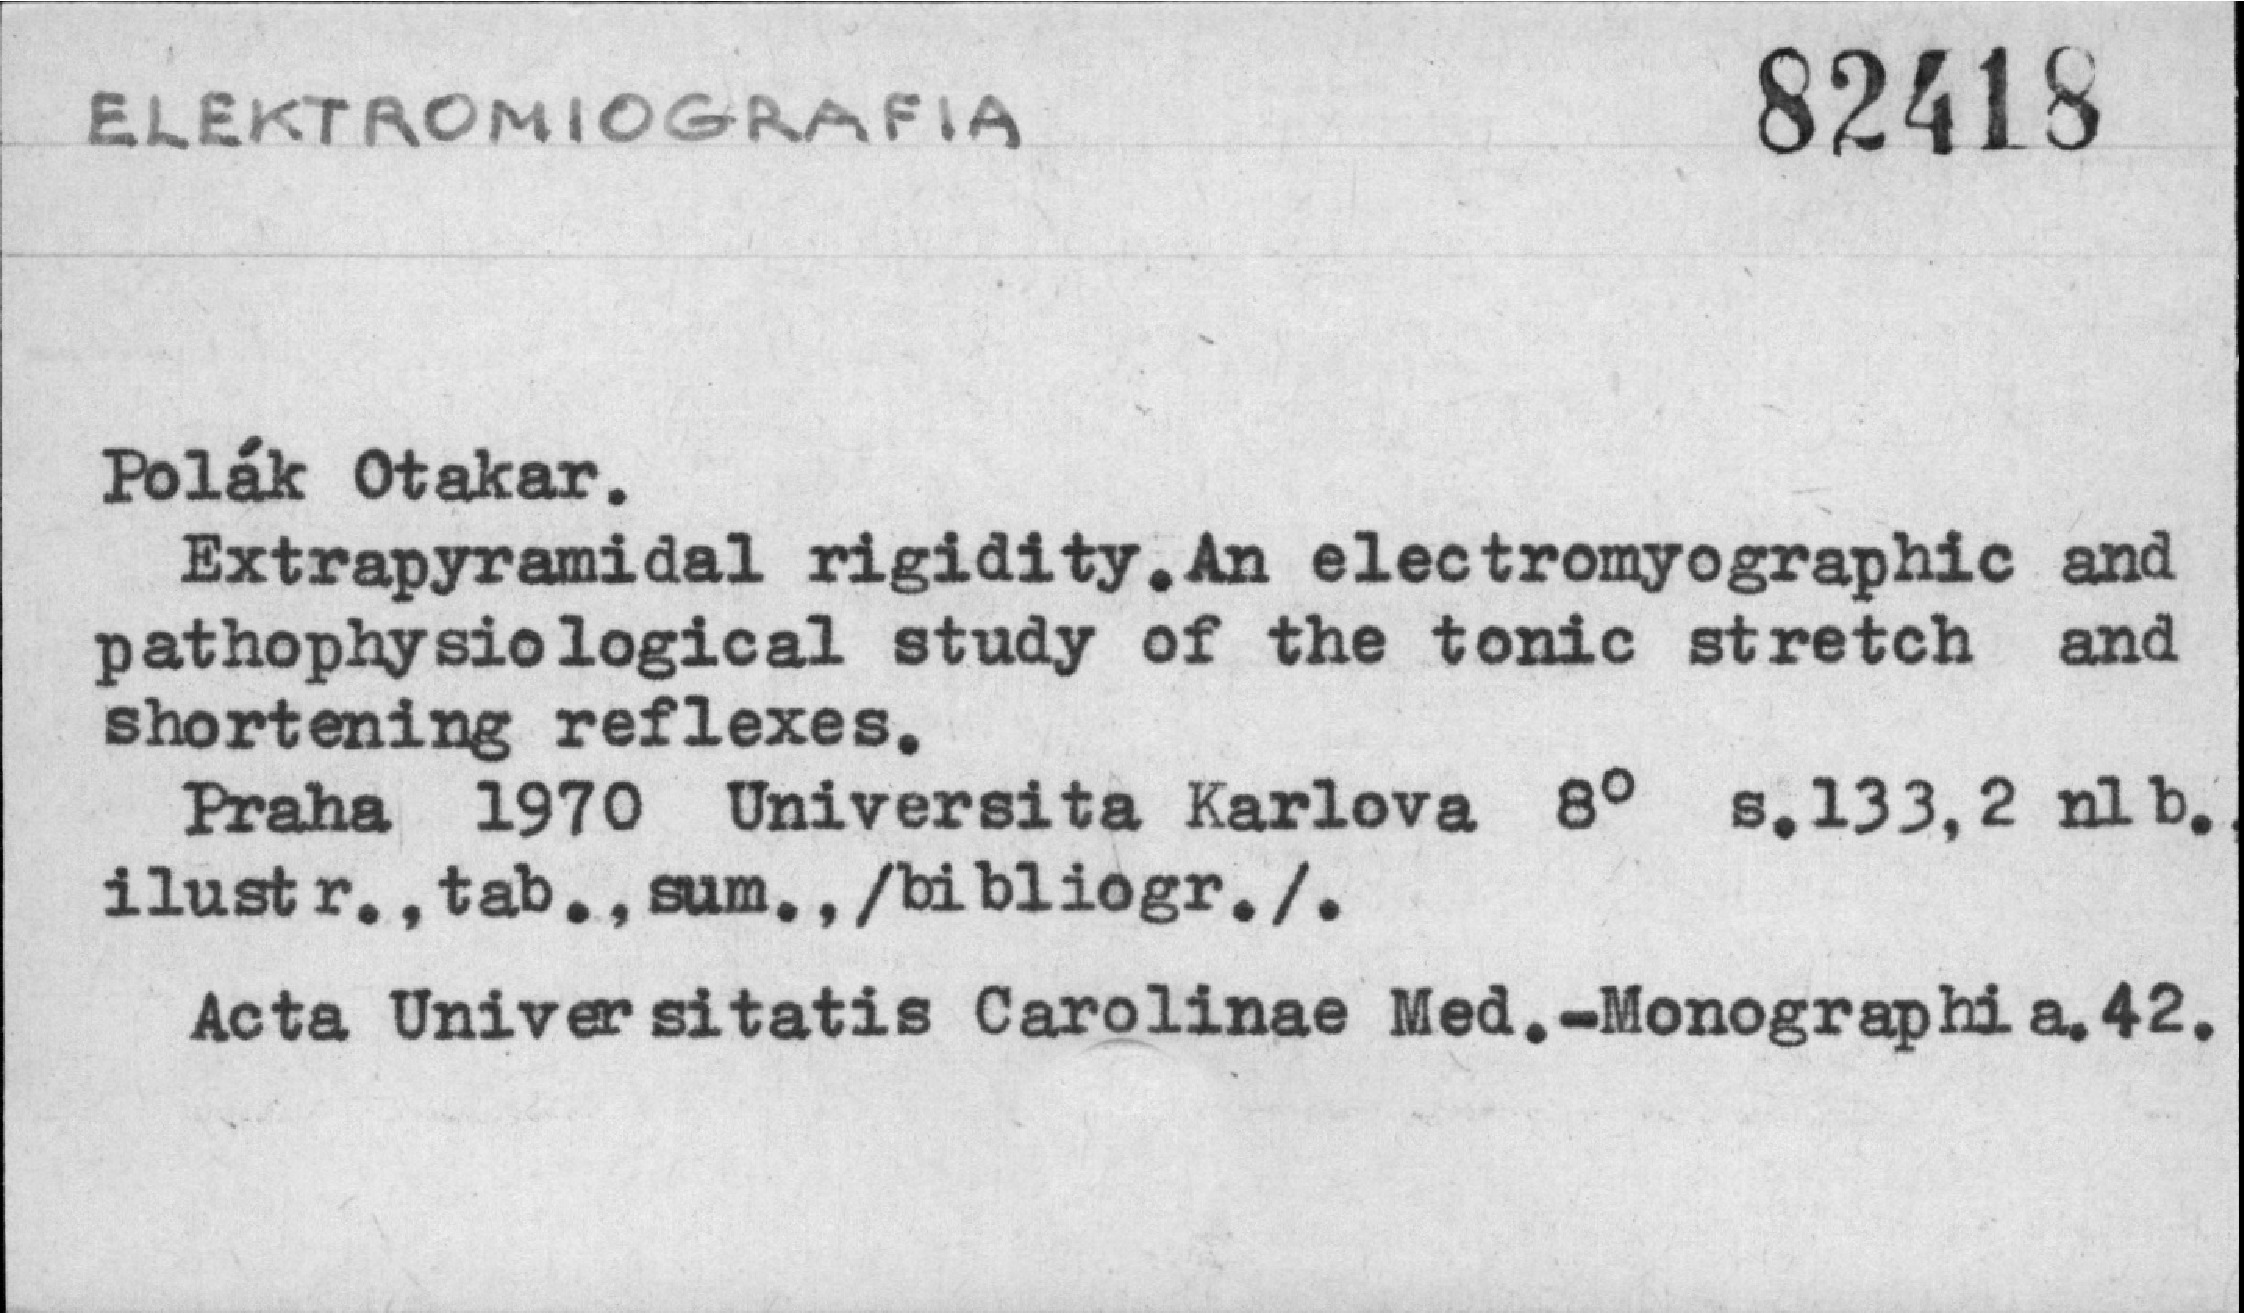 ELEKTROMIOGRAFIA
82418
Polák Otakar.
Extrapyramidal rigidity.An electromyographic and
pathophysiological study of the tonic stretch and
shortening reflexes.
Praha 1970 Universita Karlova 8° s.133,2 nlb.,
ilustr.,tab.,sum.,/bibliogr./.
Acta Universitatis Carolinae Med.-Monographia.42.